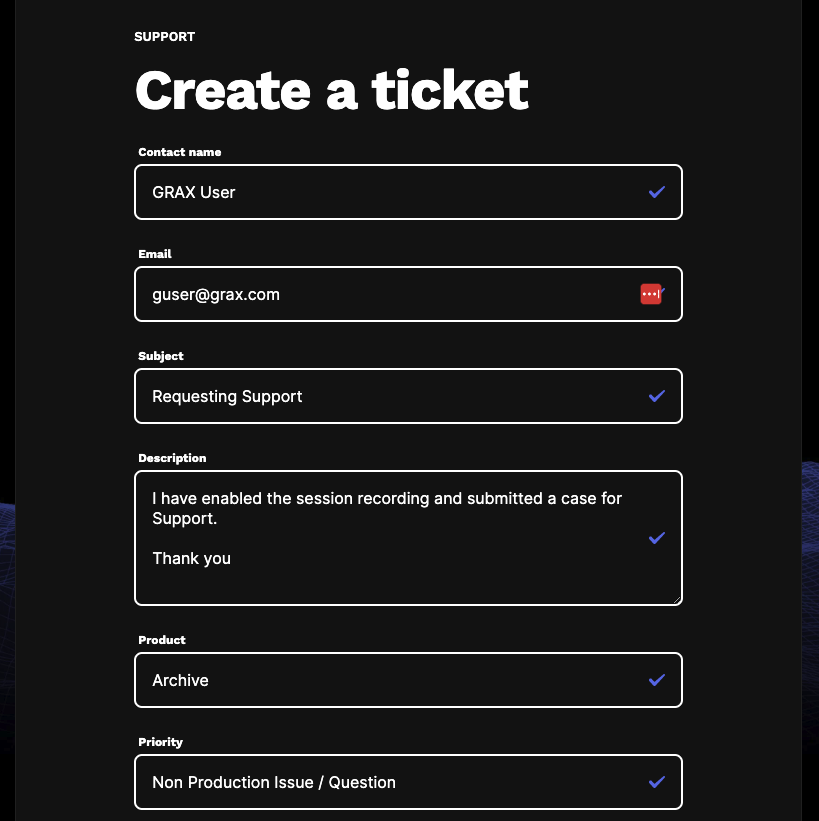 SUPPORT
Create a ticket
Contact name
GRAX User
Email
guser@grax.com
Subject
Requesting Support
Description
I have enabled the session recording and submitted a case for
Support.
Thank you
Product
Archive
Priority
Non Production Issue / Question